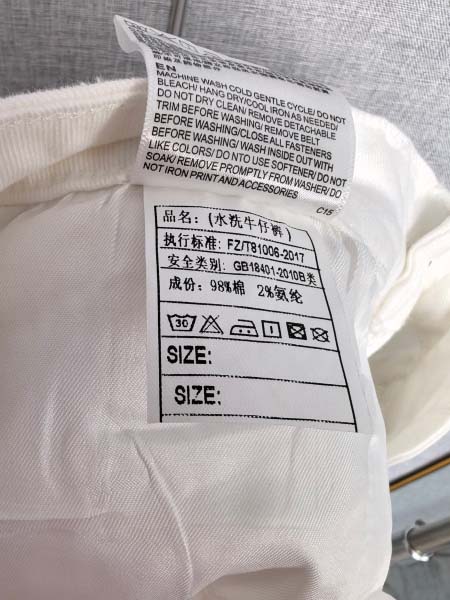 EN
MACHINE WASH COLD GENTLE CYCLE/ DO NOT
BLEACH/ HANG DRY/COOL IRON AS NEEDED/
DO NOT DRY CLEAN/ REMOVE DETACHABLE
TRIM BEFORE WASHING/ REMOVE BELT
BEFORE WASHING/CLOSE ALL FASTENERS
BEFORE WASHING/ WASH INSIDE OUT WITH
LIKE COLORS/ DO NTO USE SOFTENER/ DO NOT
SOAK/ REMOVE PROMPTLY FROM WASHER/ DO
NOT IRON PRINT AND ACCESSORIES
C15
品名:(水洗牛仔裤)
执行标准: FZ/T81006-2017
安全类别: GB18401-2010B类
成份: 98%棉 2%氨纶
30
SIZE:
SIZE: